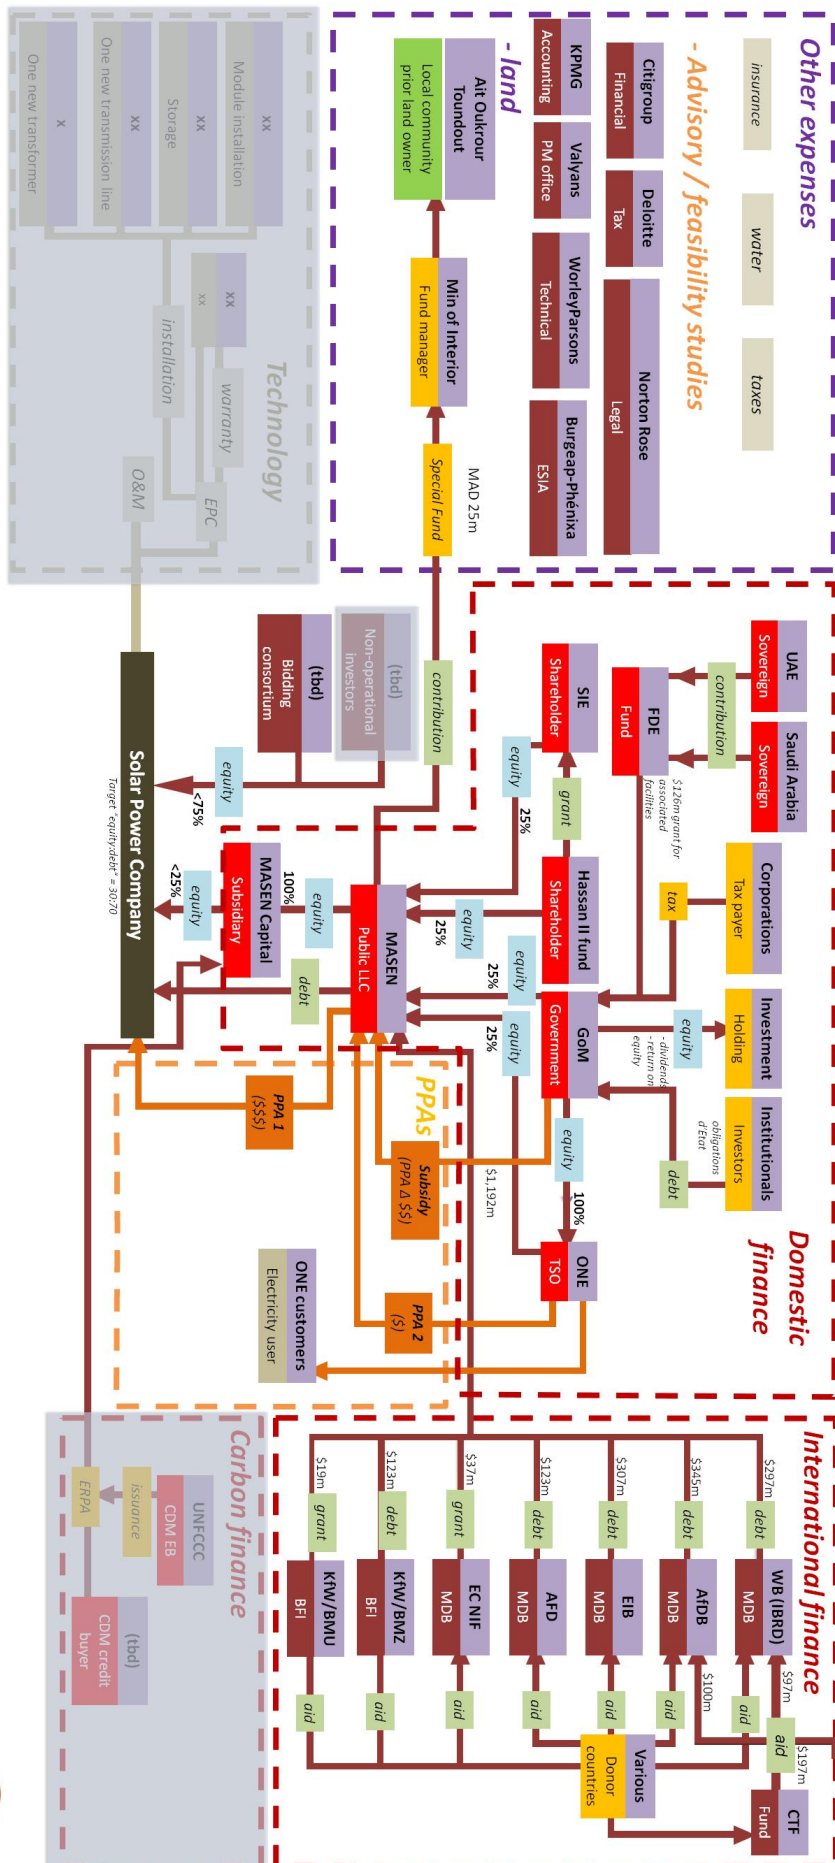 Other expenses
insurance
water
taxes
- Advisory / feasibility studies
Citigroup
Financial
Deloitte
Tax
Norton Rose
Legal
KPMG
Accounting
Valyans
PM office
WorleyParsons
Technical
Burgeap-Phénixa
ESIA
- land
Ait Oukrour
Toundout
Local community
prior land owner
Min of Interior
Fund manager
Special Fund
MAD 25m
contribution
Technology
xx
Module installation
xx
Storage
xx
One new transmission line
x
One new transformer
xx
xx
installation
warranty
EPC
O&M
Domestic
finance
UAE
Sovereign
Saudi Arabia
Sovereign
contribution
FDE
Fund
$126m grant for
associated
facilities
Corporations
Tax payer
tax
Investment
Holding
equity
- dividends
- return on
equity
Institutionals
Investors
obligations
d'État
debt
SIE
Shareholder
grant
Hassan II fund
Shareholder
GoM
Government
equity
100%
ONE
TSO
equity
25%
equity
25%
equity
25%
equity
25%
MASEN
Public LLC
equity
100%
MASEN Capital
Subsidiary
equity
<25%
debt
(tbd)
Non-operational
investors
(tbd)
Bidding
consortium
equity
<75%
Solar Power Company
Target "equity:debt" = 30:70
PPAs
PPA 1
($$$)
Subsidy
(PPA Δ $$)
$1,192m
PPA 2
($)
ONE customers
Electricity user
International finance
$297m
debt
WB (IBRD)
MDB
aid
$345m
debt
AfDB
MDB
aid
$307m
debt
EIB
MDB
aid
$123m
debt
AFD
MDB
aid
$37m
grant
EC NIF
MDB
aid
$123m
debt
KfW/BMZ
BFI
aid
$19m
grant
KfW/BMU
BFI
aid
Various
Donor
countries
$97m
$100m
aid
$197m
CTF
Fund
Carbon finance
UNFCCC
CDM EB
issuance
ERPA
(tbd)
CDM credit
buyer